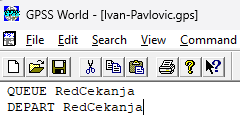 GPSS World - [Ivan-Pavlovic.gps]
File Edit Search View Command
QUEUE RedCekanja
DEPART RedCekanja